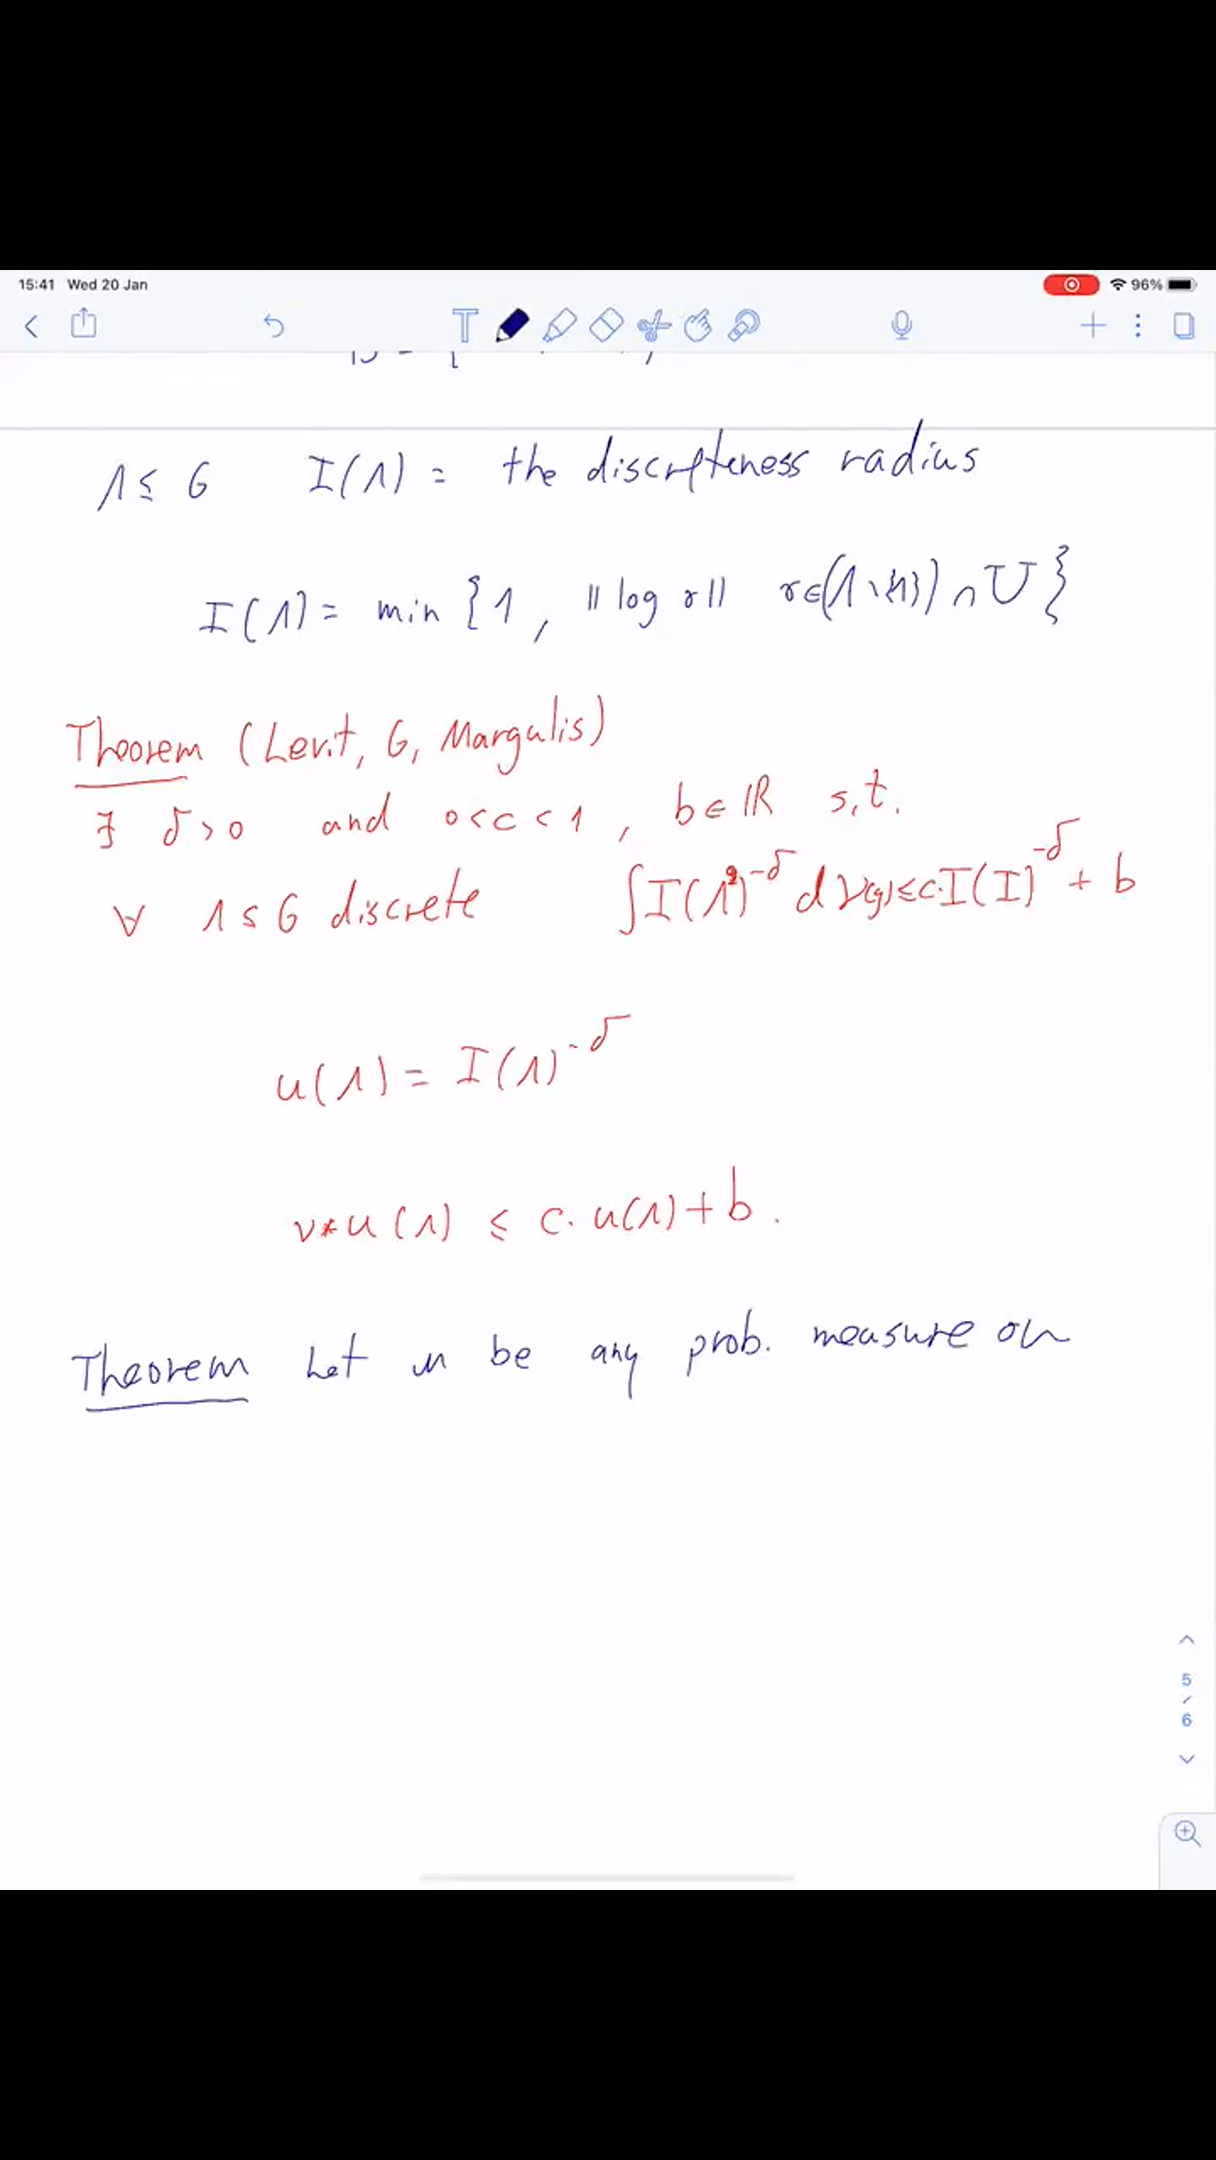 15:41 Wed 20 Jan 96%
Λ ≤ G I(Λ) = the discreteness radius
I(Λ) = min { 1, || log γ || γ ∈ (Λ \ {1}) ∩ U }
Theorem (Levit, G, Margulis)
∃ δ > 0 and 0 < c < 1 , b ∈ ℝ s,t.
∀ Λ ≤ G discrete ∫ I(Λ^g)^{-δ} d ν(g) ≤ c· I(I)^{-δ} + b
u(Λ) = I(Λ)^{-δ}
ν * u (Λ) ≤ c. u(Λ) + b .
Theorem Let μ be any prob. measure on
5
/
6